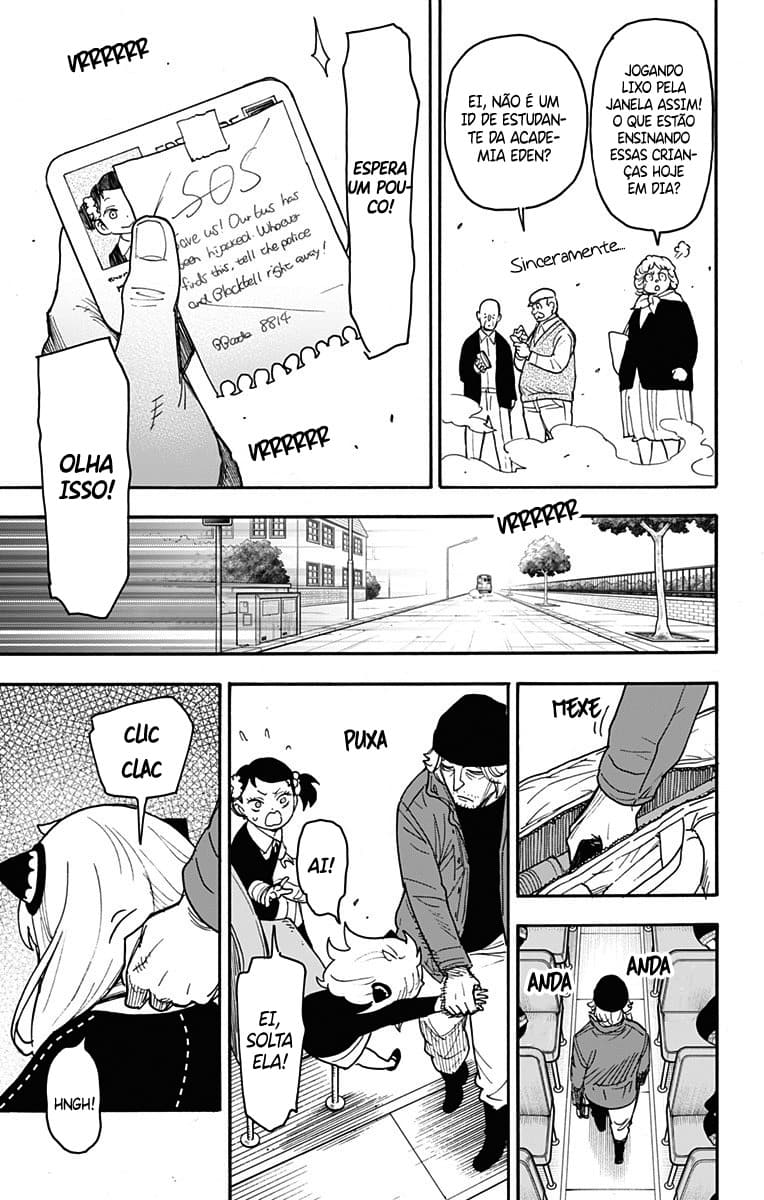 JOGANDO
LIXO PELA
JANELA ASSIM!
O QUE ESTÃO
ENSINANDO
ESSAS CRIAN-
ÇAS HOJE
EM DIA?
EI, NÃO É UM
ID DE ESTUDAN-
TE DA ACADE-
MIA EDEN?
Sinceramente...
VRRRRRR
ESPERA
UM POU-
CO!
SOS
Save us! Our bus has
been hijacked. Whoever
finds this, tell the police
and Blackbell right away!
8814
VRRRRRR
OLHA
ISSO!
VRRRRRR
MEXE
ANDA
ANDA
PUXA
AI!
EI,
SOLTA
ELA!
CLIC
CLAC
HNGH!